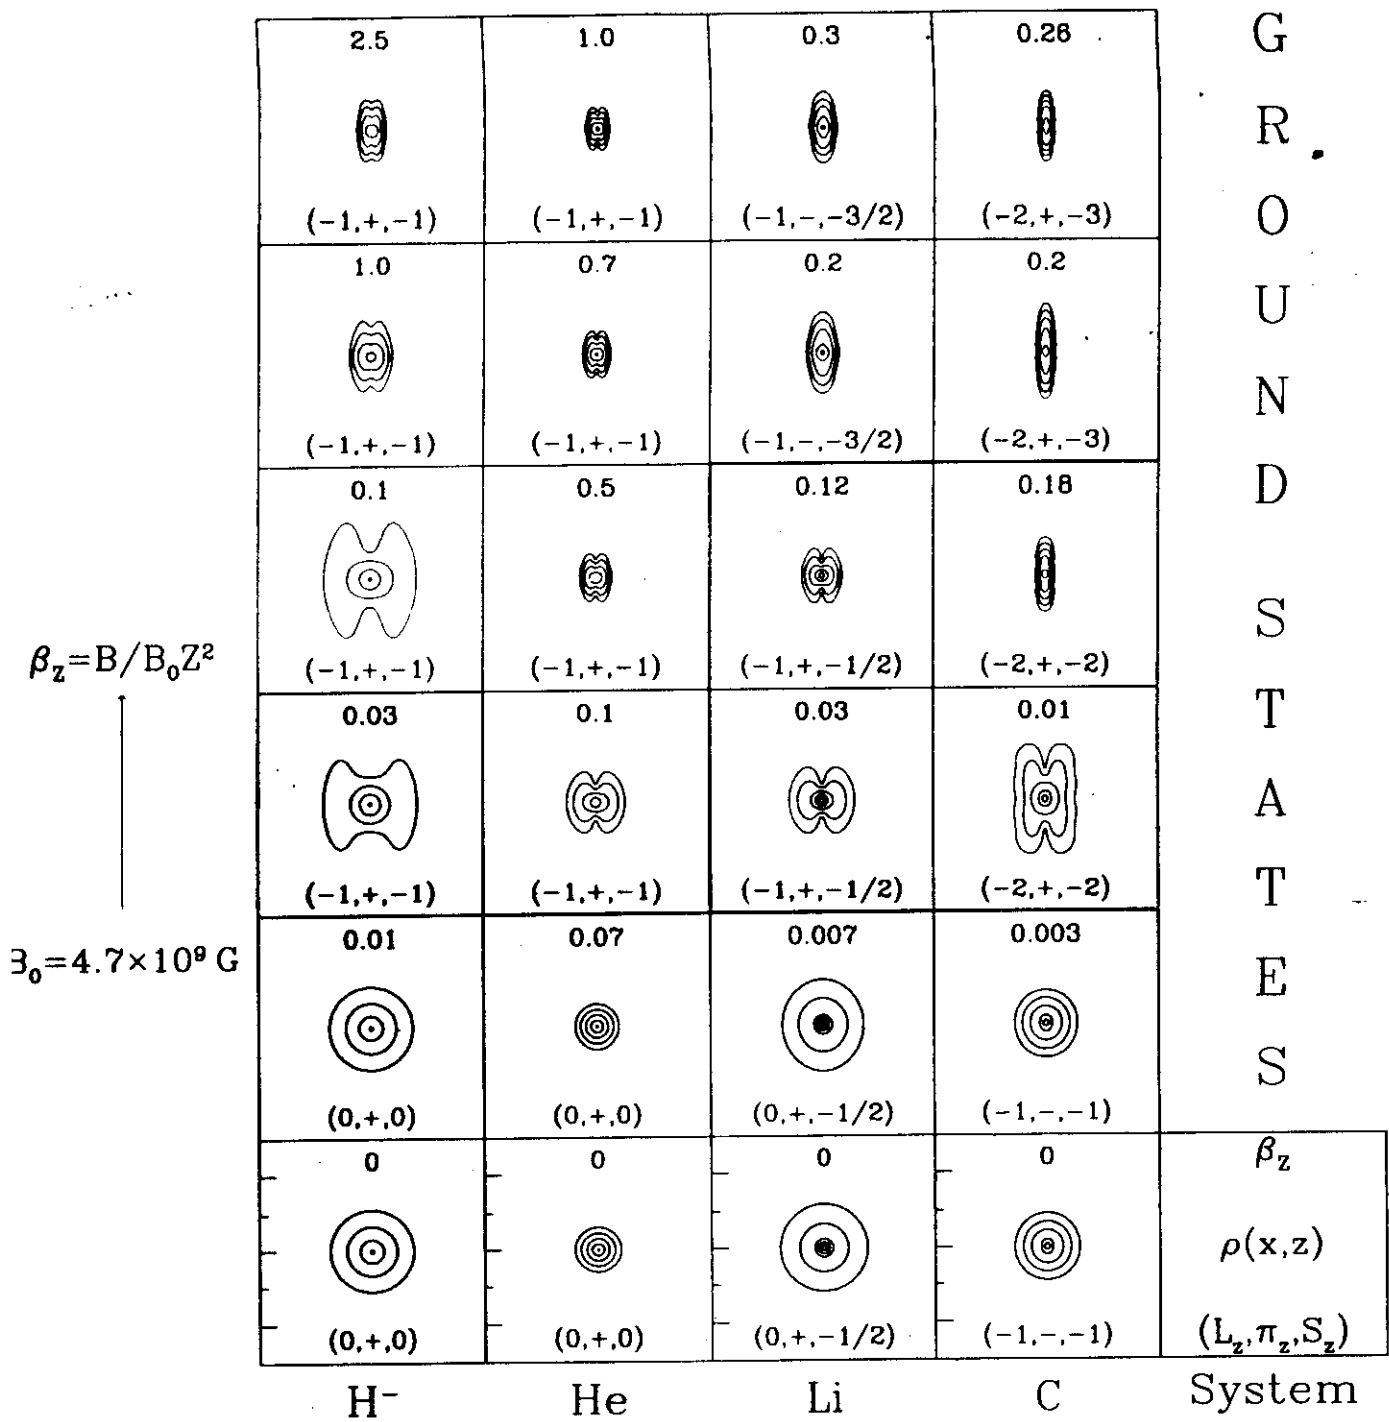 2.5 1.0 0.3 0.26
(-1,+,-1) (-1,+,-1) (-1,-,-3/2) (-2,+,-3)
1.0 0.7 0.2 0.2
(-1,+,-1) (-1,+,-1) (-1,-,-3/2) (-2,+,-3)
0.1 0.5 0.12 0.18
(-1,+,-1) (-1,+,-1) (-1,+,-1/2) (-2,+,-2)
0.03 0.1 0.03 0.01
(-1,+,-1) (-1,+,-1) (-1,+,-1/2) (-2,+,-2)
0.01 0.07 0.007 0.003
(0,+,0) (0,+,0) (0,+,-1/2) (-1,-,-1)
0 0 0 0 β_z
ρ(x,z)
(0,+,0) (0,+,0) (0,+,-1/2) (-1,-,-1) (L_z,π_z,S_z)
H⁻ He Li C System
β_z=B/B₀Z²
B₀=4.7×10⁹ G
GROUND STATES